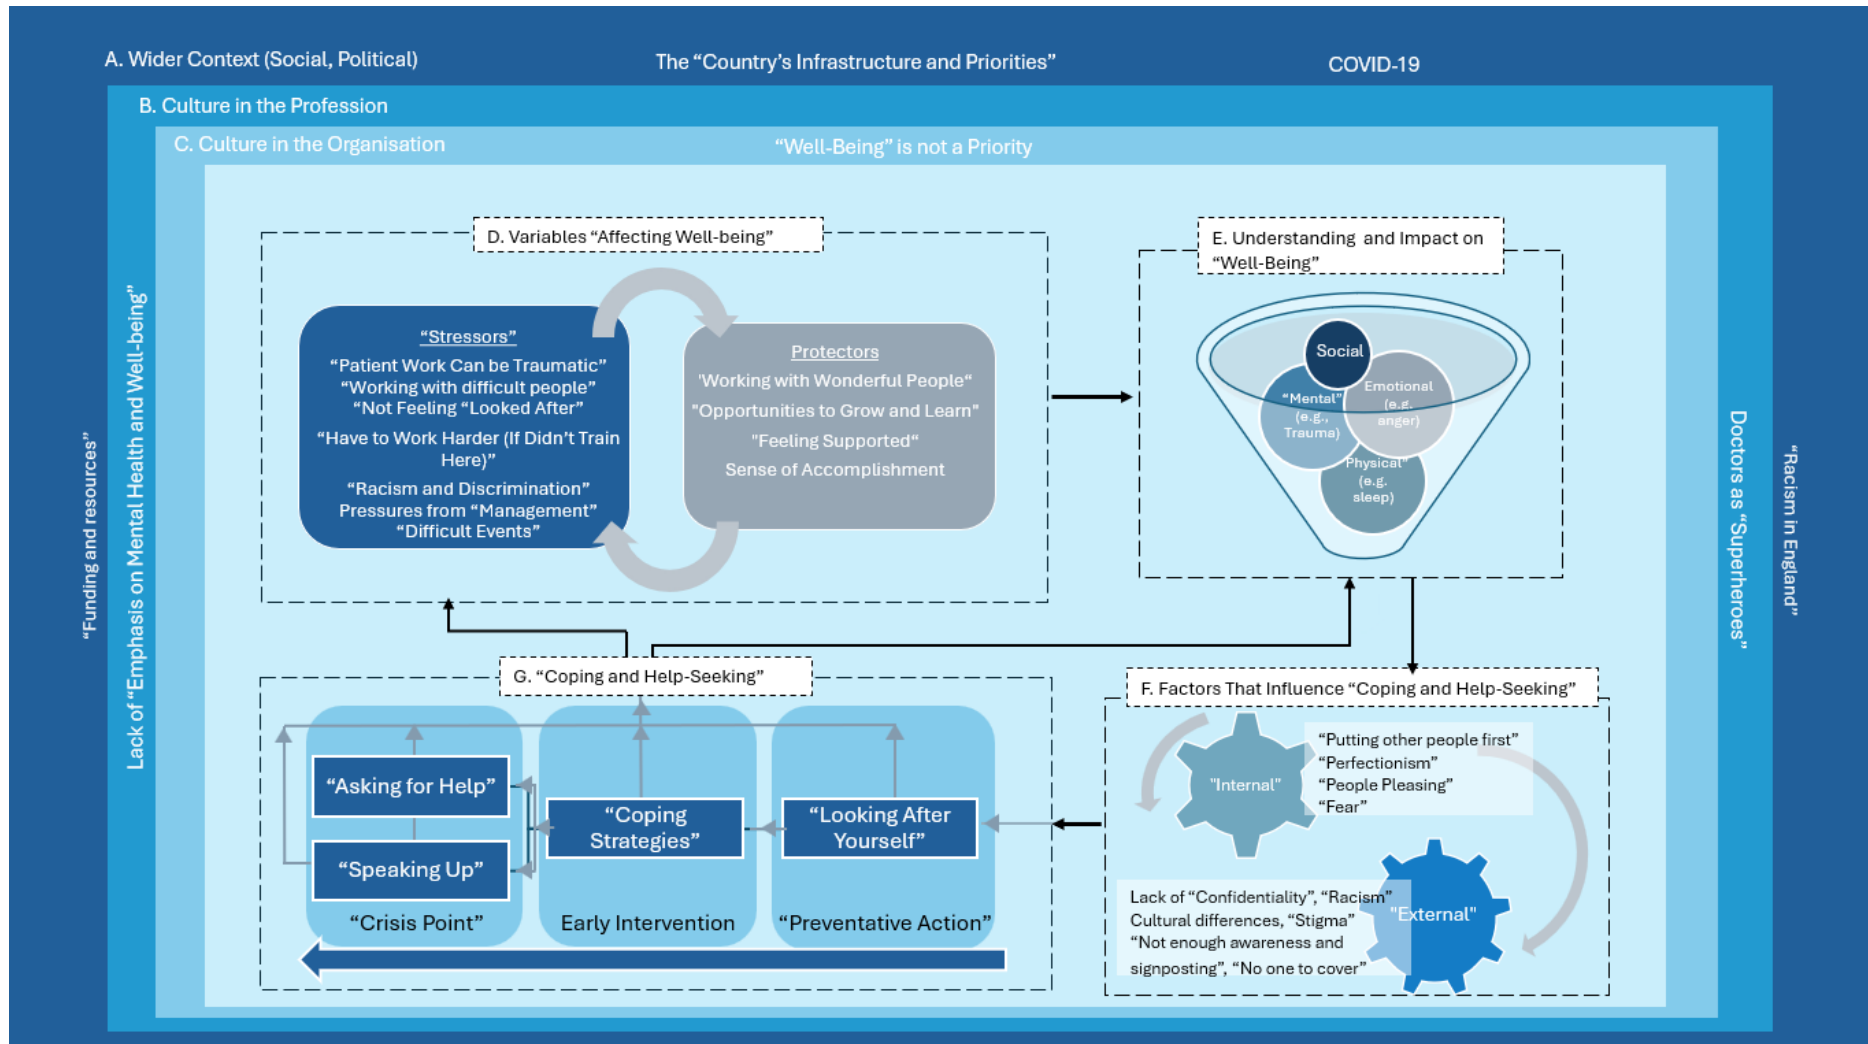 A. Wider Context (Social, Political)
The “Country’s Infrastructure and Priorities”
COVID-19
B. Culture in the Profession
C. Culture in the Organisation
“Well-Being” is not a Priority
“Funding and resources”
Lack of “Emphasis on Mental Health and Well-being”
Doctors as “Superheroes”
“Racism in England”
D. Variables “Affecting Well-being”
“Stressors”
“Patient Work Can be Traumatic”
“Working with difficult people”
“Not Feeling “Looked After”
“Have to Work Harder (If Didn’t Train
Here)”
“Racism and Discrimination”
Pressures from “Management”
“Difficult Events”
Protectors
'Working with Wonderful People“
"Opportunities to Grow and Learn"
"Feeling Supported“
Sense of Accomplishment
E. Understanding and Impact on
“Well-Being”
Social
“Mental”
(e.g.,
Trauma)
Emotional
(e.g.
anger)
Physical”
(e.g.
sleep)
F. Factors That Influence “Coping and Help-Seeking”
"Internal"
“Putting other people first”
“Perfectionism”
“People Pleasing”
“Fear”
Lack of “Confidentiality”, “Racism”
Cultural differences, “Stigma”
“Not enough awareness and
signposting”, “No one to cover”
"External"
G. “Coping and Help-Seeking”
“Asking for Help”
“Speaking Up”
“Crisis Point”
“Coping
Strategies”
Early Intervention
“Looking After
Yourself”
“Preventative Action”